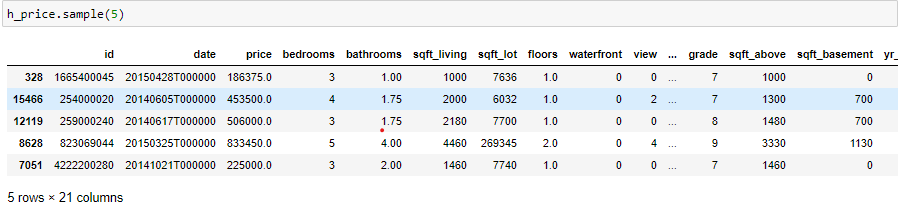 h_price.sample(5)
id date price bedrooms bathrooms sqft_living sqft_lot floors waterfront view ... grade sqft_above sqft_basement yr_
328 1665400045 20150428T000000 186375.0 3 1.00 1000 7636 1.0 0 0 ... 7 1000 0
15466 254000020 20140605T000000 453500.0 4 1.75 2000 6032 1.0 0 2 ... 7 1300 700
12119 259000240 20140617T000000 506000.0 3 1.75 2180 7700 1.0 0 0 ... 8 1480 700
8628 823069044 20150325T000000 833450.0 5 4.00 4460 269345 2.0 0 4 ... 9 3330 1130
7051 4222200280 20141021T000000 225000.0 3 2.00 1460 7740 1.0 0 0 ... 7 1460 0
5 rows × 21 columns